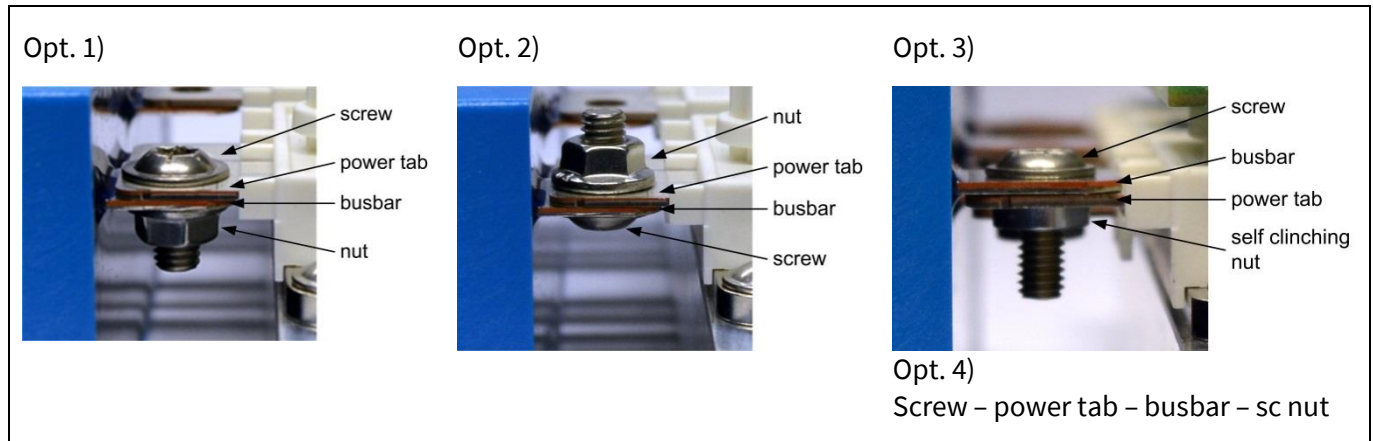 Opt. 1)
screw
power tab
busbar
nut
Opt. 2)
nut
power tab
busbar
screw
Opt. 3)
screw
busbar
power tab
self clinching
nut
Opt. 4)
Screw – power tab – busbar – sc nut